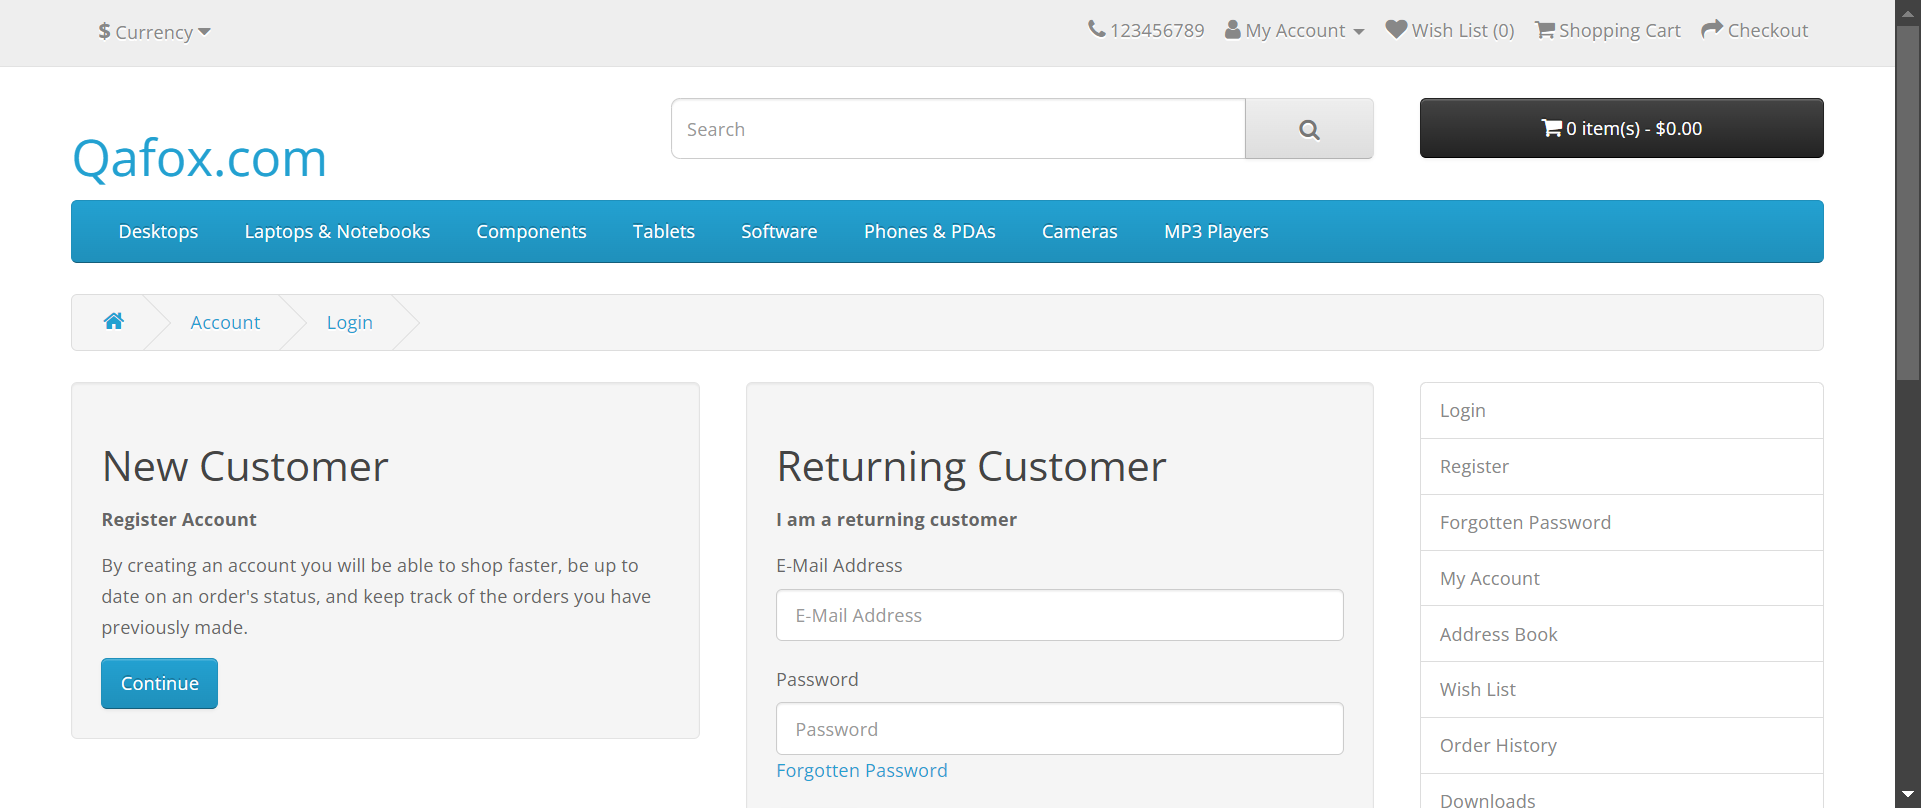 $ Currency
123456789 My Account Wish List (0) Shopping Cart Checkout
Qafox.com
Search
0 item(s) - $0.00
Desktops Laptops & Notebooks Components Tablets Software Phones & PDAs Cameras MP3 Players
Account Login
New Customer
Register Account
By creating an account you will be able to shop faster, be up to
date on an order's status, and keep track of the orders you have
previously made.
Continue
Returning Customer
I am a returning customer
E-Mail Address
E-Mail Address
Password
Password
Forgotten Password
Login
Register
Forgotten Password
My Account
Address Book
Wish List
Order History
Downloads